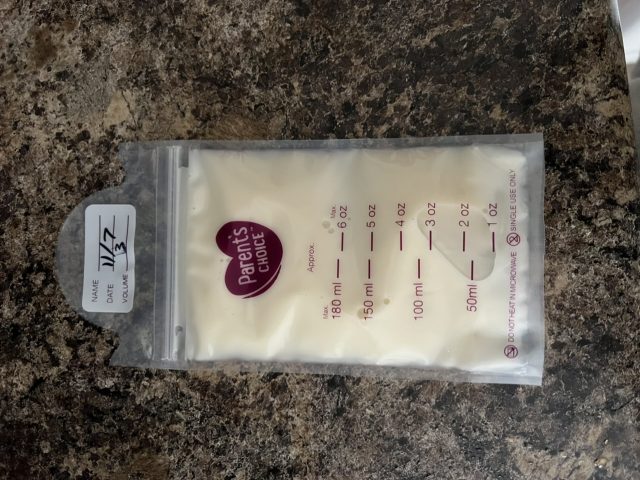 NAME
DATE 11/7
VOLUME 3
Parent's
CHOICE
Approx.
Max. Max.
180 ml 6 oz
150 ml 5 oz
4 oz
100 ml 3 oz
50ml 2 oz
1 oz
DO NOT HEAT IN MICROWAVE SINGLE USE ONLY